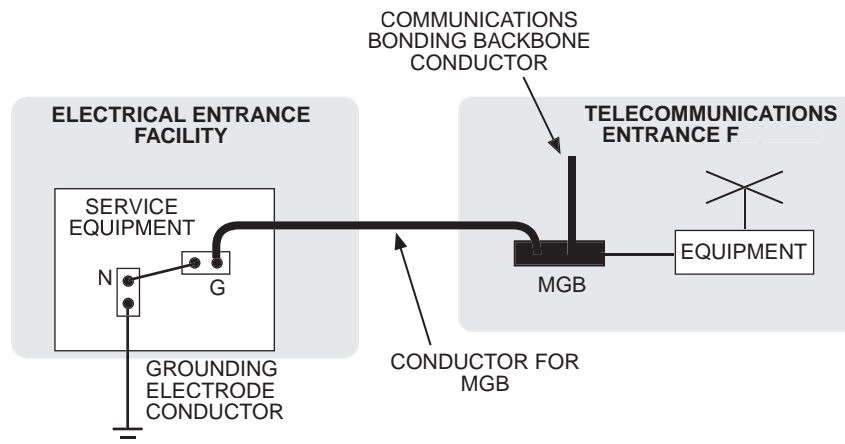 COMMUNICATIONS
BONDING BACKBONE
CONDUCTOR
ELECTRICAL ENTRANCE
FACILITY
TELECOMMUNICATIONS
ENTRANCE
SERVICE
EQUIPMENT
N
G
MGB
EQUIPMENT
GROUNDING
ELECTRODE
CONDUCTOR
CONDUCTOR FOR
MGB